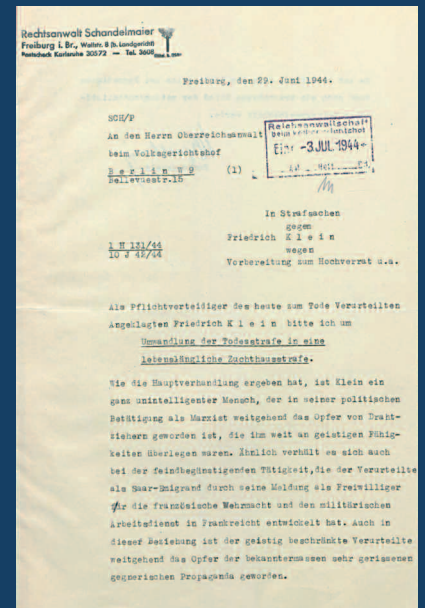 Rechtsanwalt Schandelmaier
Freiburg i. Br., Wallstr. 8 (b. Landgericht)
Postscheck Karlsruhe 30572 — Tel. 3608
Freiburg, den 29. Juni 1944.
SCH/P
An den Herrn Oberreichsanwalt
beim Volksgerichtshof
Berlin W 9 (1)
Bellevuestr.15
Reichsanwaltschaft
beim Volksgerichtshof
Eing. -3.JUL.1944
In Strafsachen
gegen
Friedrich Klein
wegen
Vorbereitung zum Hochverrat u.a.
1 H 131/44
10 J 42/44
Als Pflichtverteidiger des heute zum Tode Verurteilten
Angeklagten Friedrich Klein bitte ich um
Umwandlung der Todesstrafe in eine
lebenslängliche Zuchthausstrafe.
Wie die Hauptverhandlung ergeben hat, ist Klein ein
ganz unintelligenter Mensch, der in seiner politischen
Betätigung als Marxist weitgehend das Opfer von Draht-
ziehern geworden ist, die ihm weit an geistigen Fähig-
keiten überlegen waren. Ähnlich verhält es sich auch
bei der feindbegünstigenden Tätigkeit,die der Verurteilte
als Saar-Emigrand durch seine Meldung als Freiwilliger
für die französische Wehrmacht und den militärischen
Arbeitsdienst in Frankreicht entwickelt hat. Auch in
dieser Beziehung ist der geistig beschränkte Verurteilte
weitgehend das Opfer der bekanntermassen sehr gerissenen
gegnerischen Propaganda geworden.